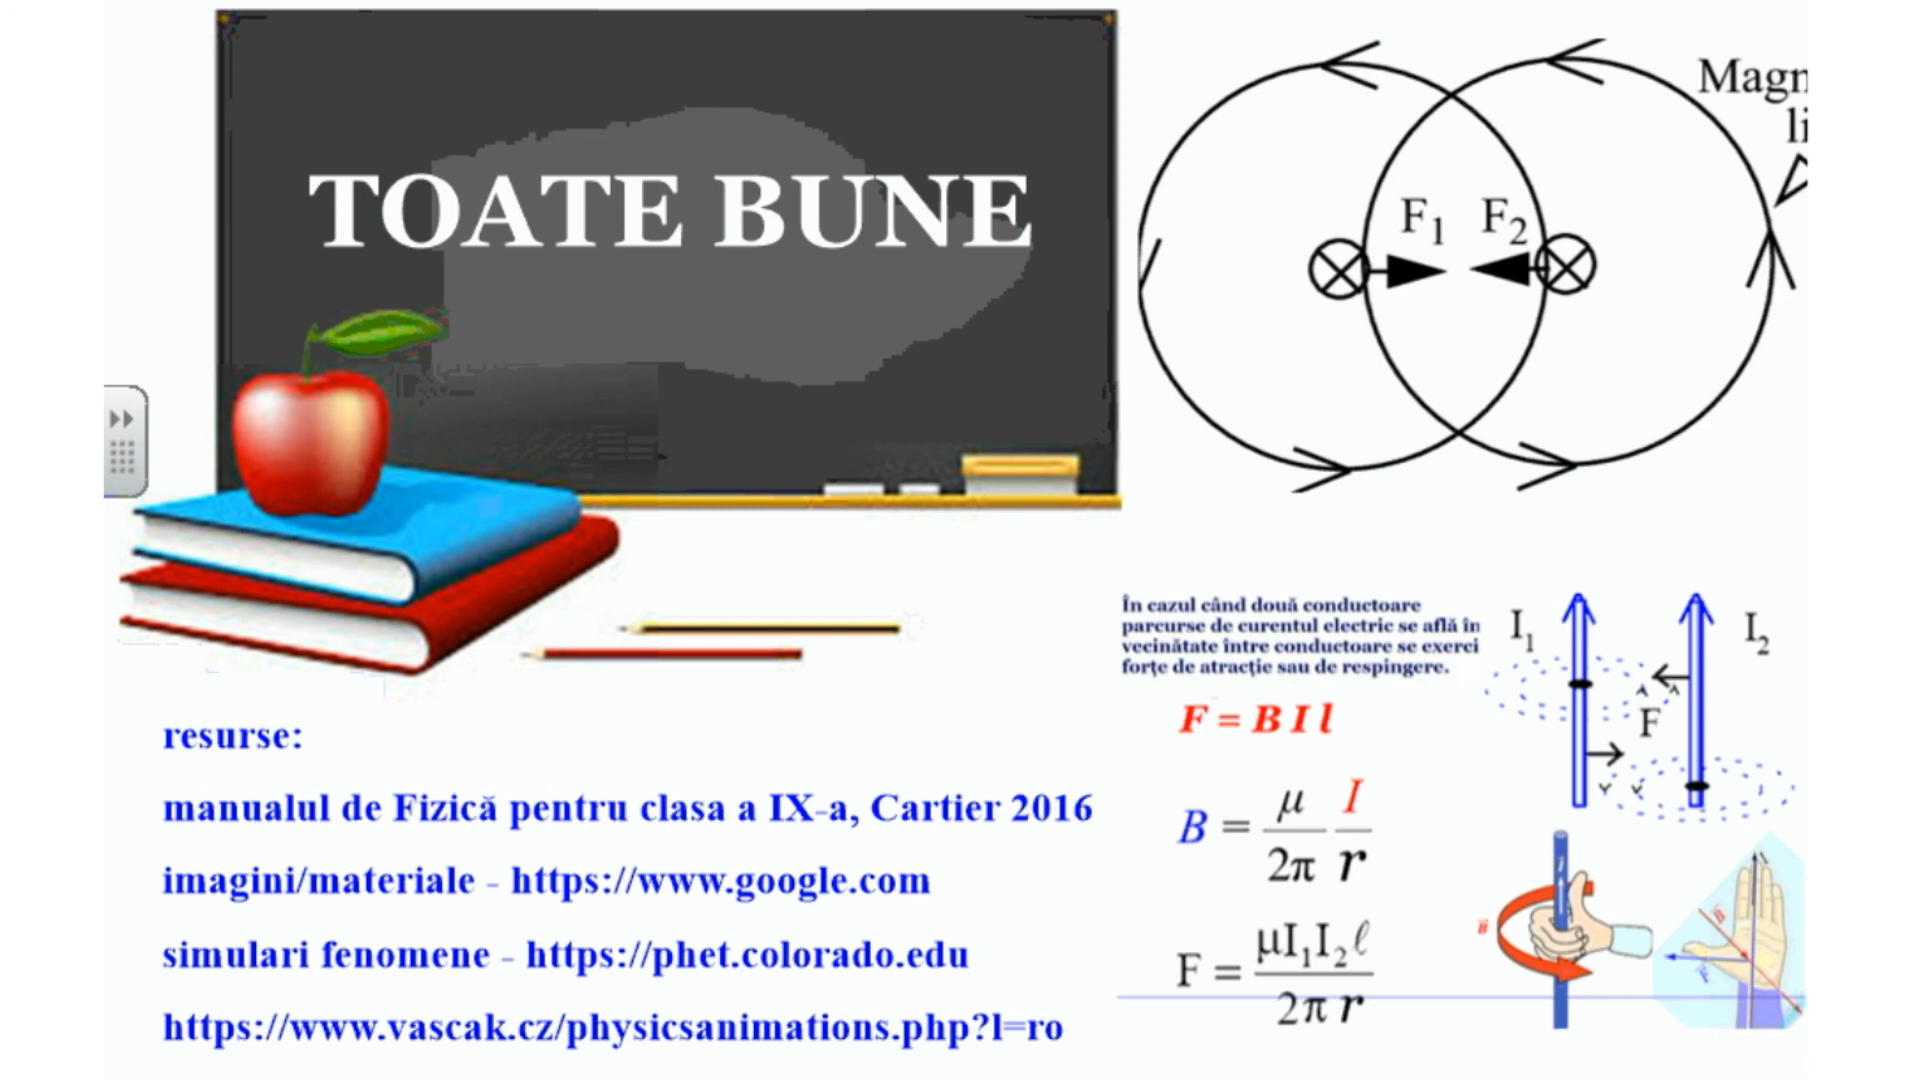 TOATE BUNE
resurse:
manualul de Fizică pentru clasa a IX-a, Cartier 2016
imagini/materiale - https://www.google.com
simulari fenomene - https://phet.colorado.edu
https://www.vascak.cz/physicsanimations.php?l=ro
Magn
li
F₁ F₂
În cazul când două conductoare
parcurse de curentul electric se află în
vecinătate între conductoare se exerci
forțe de atracție sau de respingere.
F = B I l
B = μ/2π I/r
F = μI₁I₂ℓ/2π r
I₁
I₂
F
B
B
F